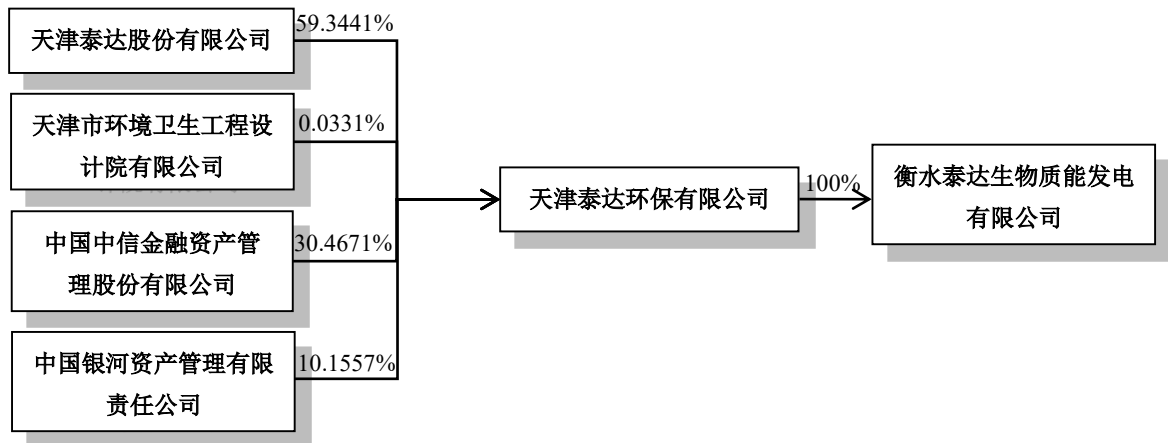 天津泰达股份有限公司
59.3441%
天津市环境卫生工程设
计院有限公司
0.0331%
中国中信金融资产管
理股份有限公司
30.4671%
中国银河资产管理有限
责任公司
10.1557%
天津泰达环保有限公司
100%
衡水泰达生物质能发电
有限公司